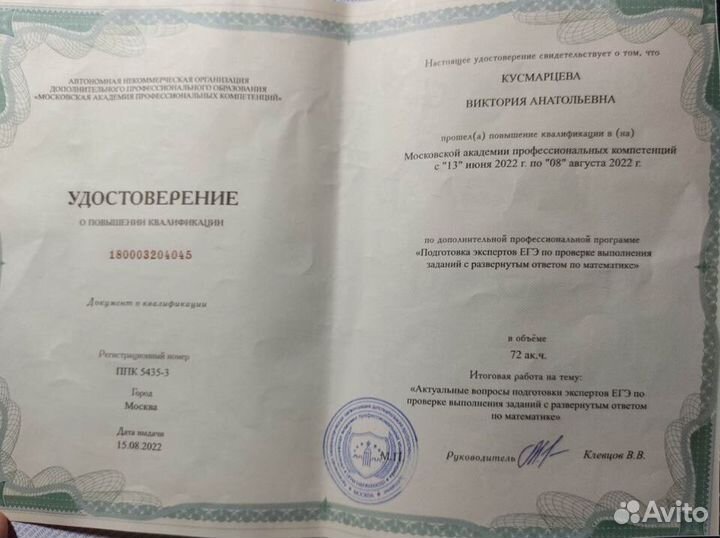 АВТОНОМНАЯ НЕКОММЕРЧЕСКАЯ ОРГАНИЗАЦИЯ
ДОПОЛНИТЕЛЬНОГО ПРОФЕССИОНАЛЬНОГО ОБРАЗОВАНИЯ
«МОСКОВСКАЯ АКАДЕМИЯ ПРОФЕССИОНАЛЬНЫХ КОМПЕТЕНЦИЙ»
УДОСТОВЕРЕНИЕ
О ПОВЫШЕНИИ КВАЛИФИКАЦИИ
180003204045
Документ о квалификации
Регистрационный номер
ППК 5435-3
Город
Москва
Дата выдачи
15.08.2022
Настоящее удостоверение свидетельствует о том, что
КУСМАРЦЕВА
ВИКТОРИЯ АНАТОЛЬЕВНА
прошел(а) повышение квалификации в (на)
Московской академии профессиональных компетенций
с "13" июня 2022 г. по "08" августа 2022 г.
по дополнительной профессиональной программе
«Подготовка экспертов ЕГЭ по проверке выполнения
заданий с развернутым ответом по математике»
в объёме
72 ак.ч.
Итоговая работа на тему:
«Актуальные вопросы подготовки экспертов ЕГЭ по
проверке выполнения заданий с развернутым ответом
по математике»
М.П.
Руководитель Клевцов В.В.
МОСКВА
Avito